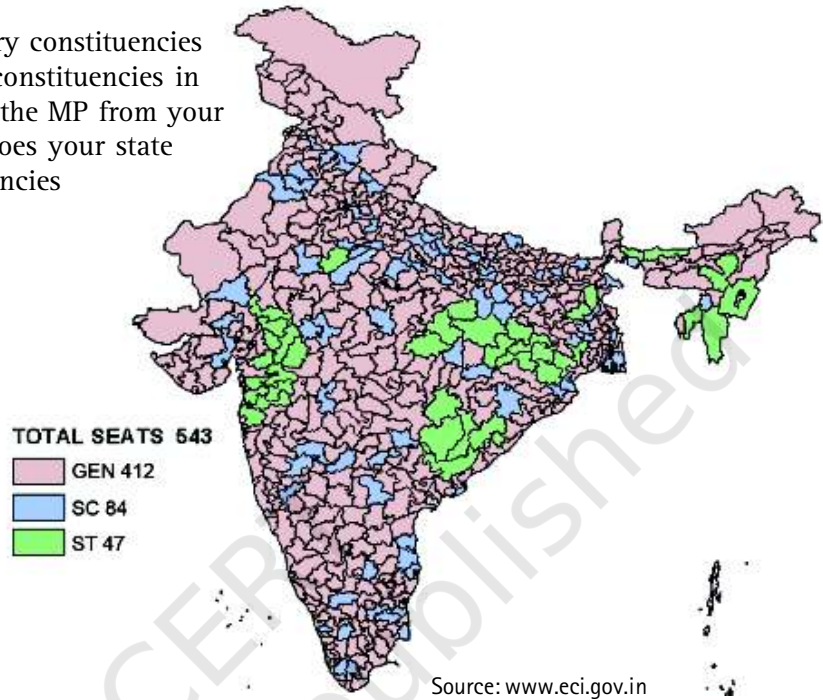 ry constituencies
constituencies in
the MP from your
oes your state
ncies
TOTAL SEATS 543
GEN 412
SC 84
ST 47
Source: www.eci.gov.in